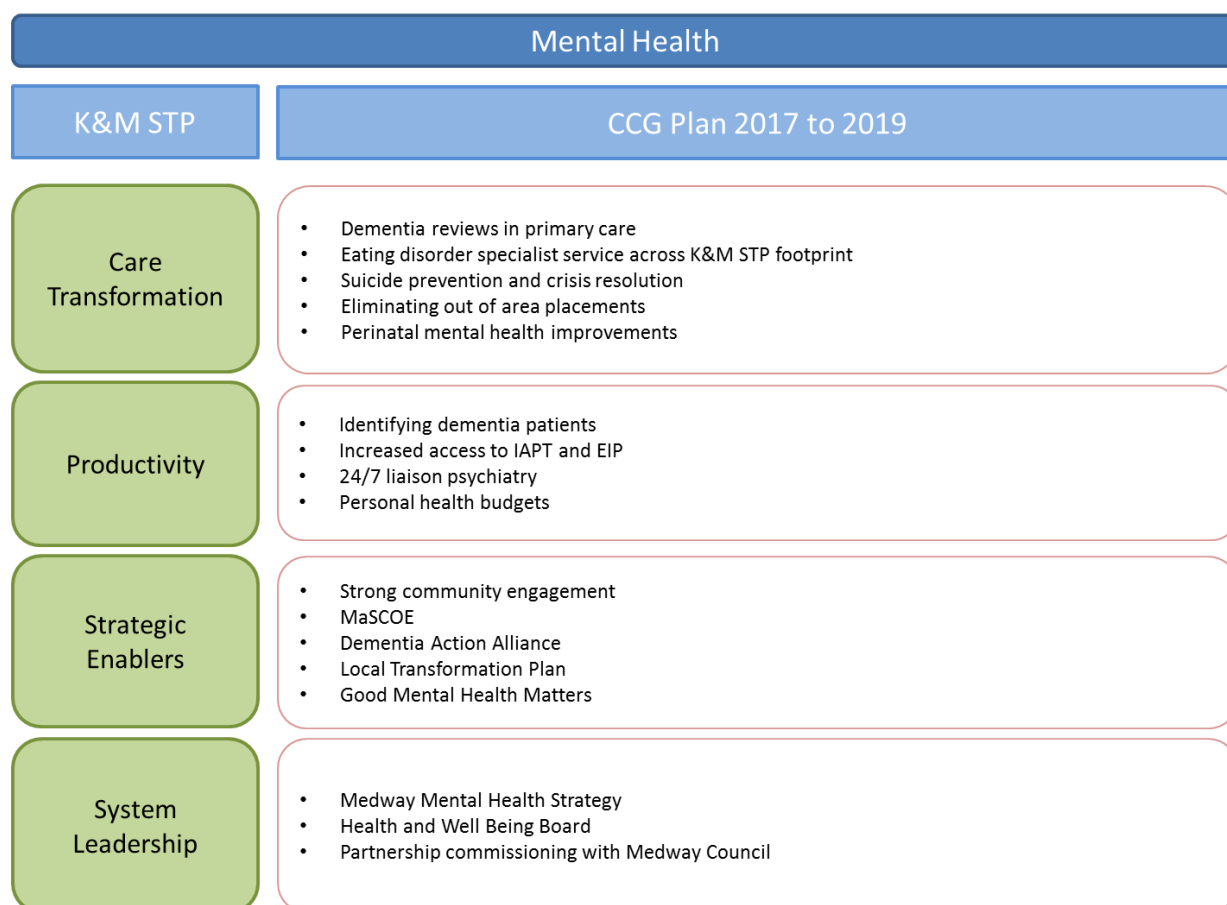 Mental Health
K&M STP
CCG Plan 2017 to 2019
Care
Transformation
• Dementia reviews in primary care
• Eating disorder specialist service across K&M STP footprint
• Suicide prevention and crisis resolution
• Eliminating out of area placements
• Perinatal mental health improvements
Productivity
• Identifying dementia patients
• Increased access to IAPT and EIP
• 24/7 liaison psychiatry
• Personal health budgets
Strategic
Enablers
• Strong community engagement
• MaSCOE
• Dementia Action Alliance
• Local Transformation Plan
• Good Mental Health Matters
System
Leadership
• Medway Mental Health Strategy
• Health and Well Being Board
• Partnership commissioning with Medway Council